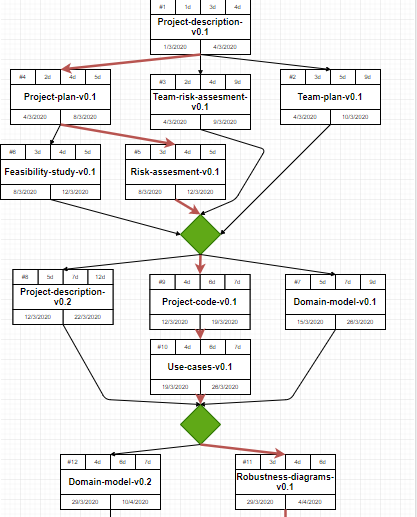 #1 1d 3d 4d
Project-description-
v0.1
1/3/2020 4/3/2020
#4 2d 4d 5d
Project-plan-v0.1
4/3/2020 8/3/2020
#3 2d 4d 9d
Team-risk-assesment-
v0.1
4/3/2020 9/3/2020
#2 3d 5d 9d
Team-plan-v0.1
4/3/2020 10/3/2020
#6 3d 4d 5d
Feasibility-study-v0.1
8/3/2020 12/3/2020
#5 3d 4d 5d
Risk-assesment-v0.1
8/3/2020 12/3/2020
#8 5d 7d 12d
Project-description-
v0.2
12/3/2020 22/3/2020
#9 4d 6d 7d
Project-code-v0.1
12/3/2020 19/3/2020
#7 5d 7d 9d
Domain-model-v0.1
15/3/2020 26/3/2020
#10 4d 6d 7d
Use-cases-v0.1
19/3/2020 26/3/2020
#12 4d 6d 7d
Domain-model-v0.2
29/3/2020 10/4/2020
#11 3d 4d 6d
Robustness-diagrams-
v0.1
29/3/2020 4/4/2020